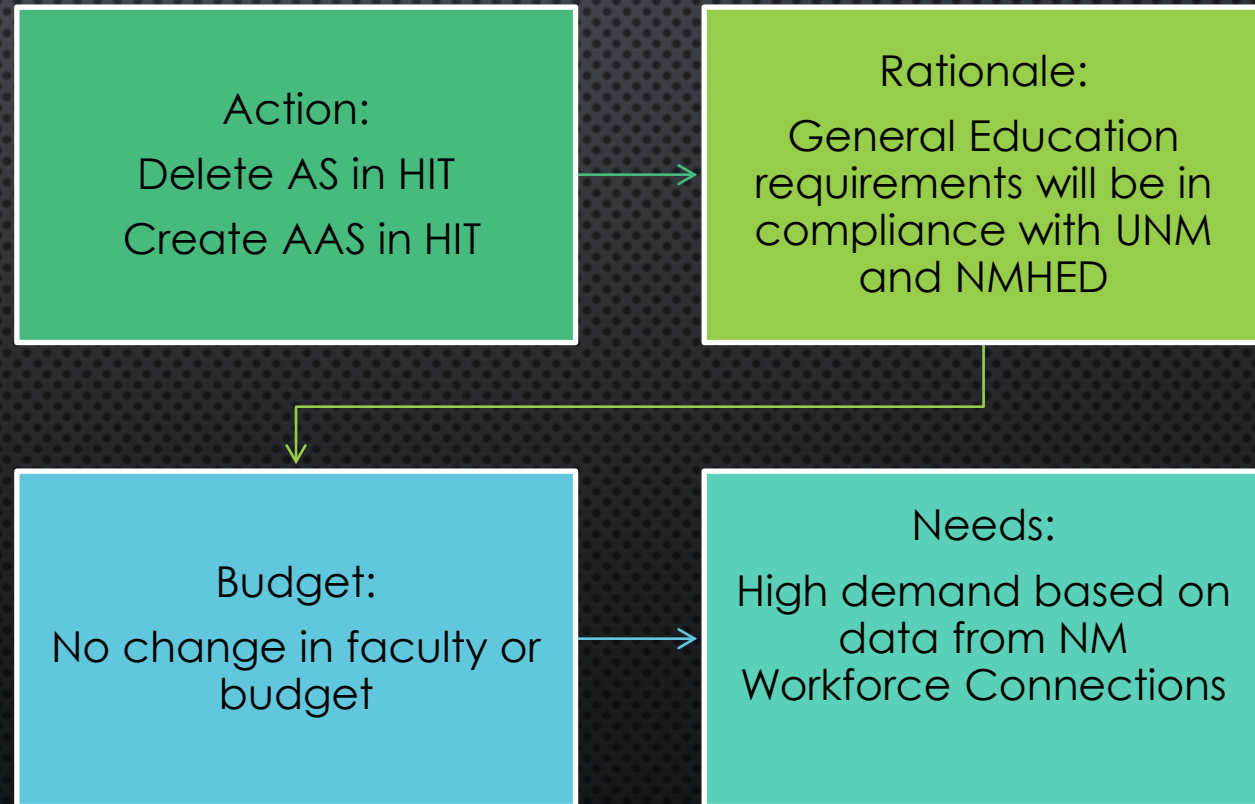 Action:
Delete AS in HIT
Create AAS in HIT
Rationale:
General Education
requirements will be in
compliance with UNM
and NMHED
Budget:
No change in faculty or
budget
Needs:
High demand based on
data from NM
Workforce Connections